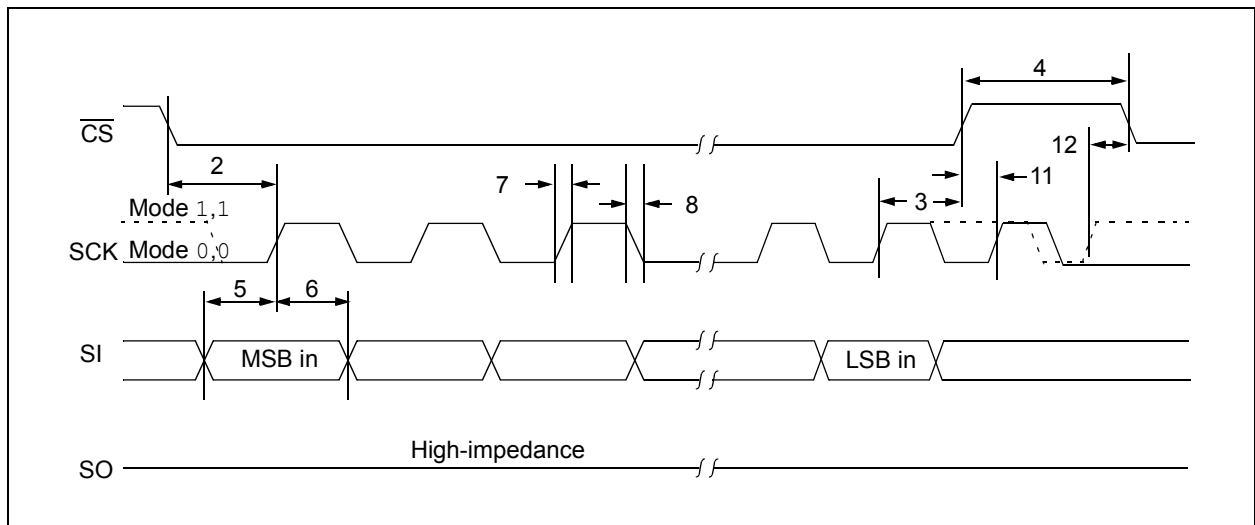 4
CS
12
2
7
11
3
8
Mode 1,1
SCK Mode 0,0
5 6
SI MSB in LSB in
High-impedance
SO